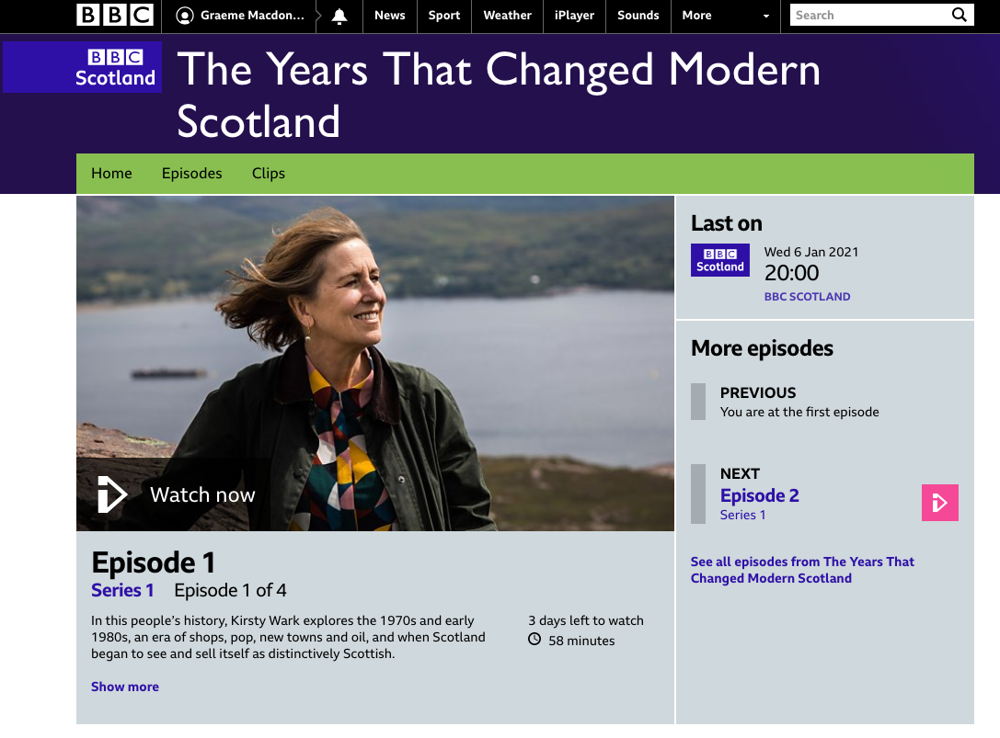 BBC
Graeme Macdon...
News
Sport
Weather
iPlayer
Sounds
More
Search
BBC
Scotland
The Years That Changed Modern
Scotland
Home
Episodes
Clips
Watch now
Episode 1
Series 1 Episode 1 of 4
In this people's history, Kirsty Wark explores the 1970s and early
1980s, an era of shops, pop, new towns and oil, and when Scotland
began to see and sell itself as distinctively Scottish.
Show more
3 days left to watch
58 minutes
Last on
BBC
Scotland
Wed 6 Jan 2021
20:00
BBC SCOTLAND
More episodes
PREVIOUS
You are at the first episode
NEXT
Episode 2
Series 1
See all episodes from The Years That
Changed Modern Scotland